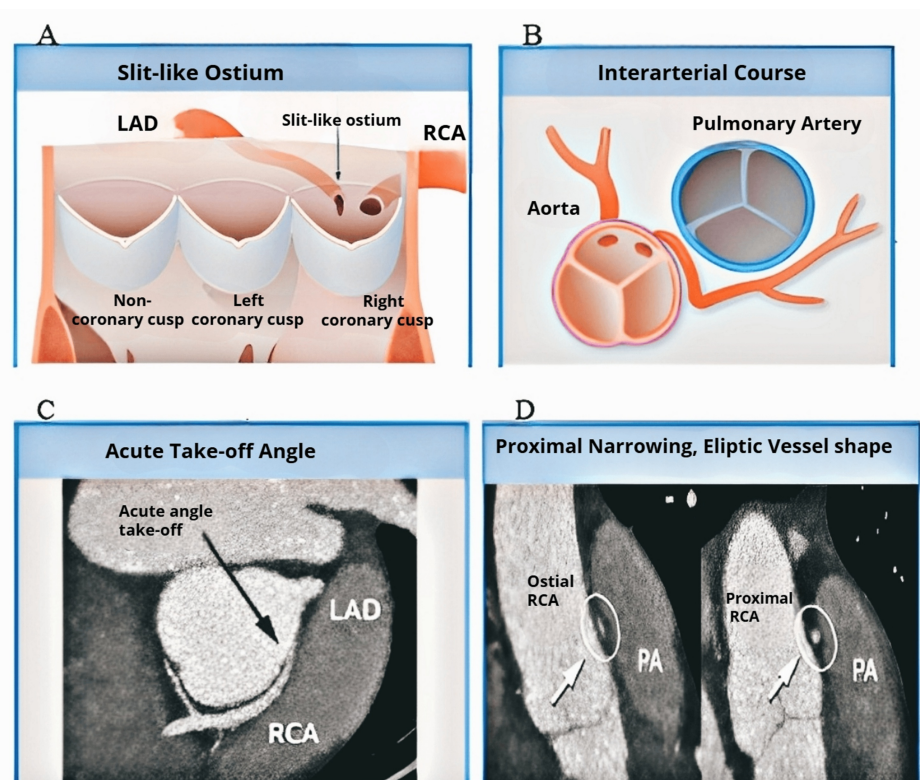 A
Slit-like Ostium
LAD
Slit-like ostium
RCA
Non-
coronary cusp
Left
coronary cusp
Right
coronary cusp
B
Interarterial Course
Pulmonary Artery
Aorta
C
Acute Take-off Angle
Acute angle
take-off
LAD
RCA
D
Proximal Narrowing, Eliptic Vessel shape
Ostial
RCA
PA
Proximal
RCA
PA